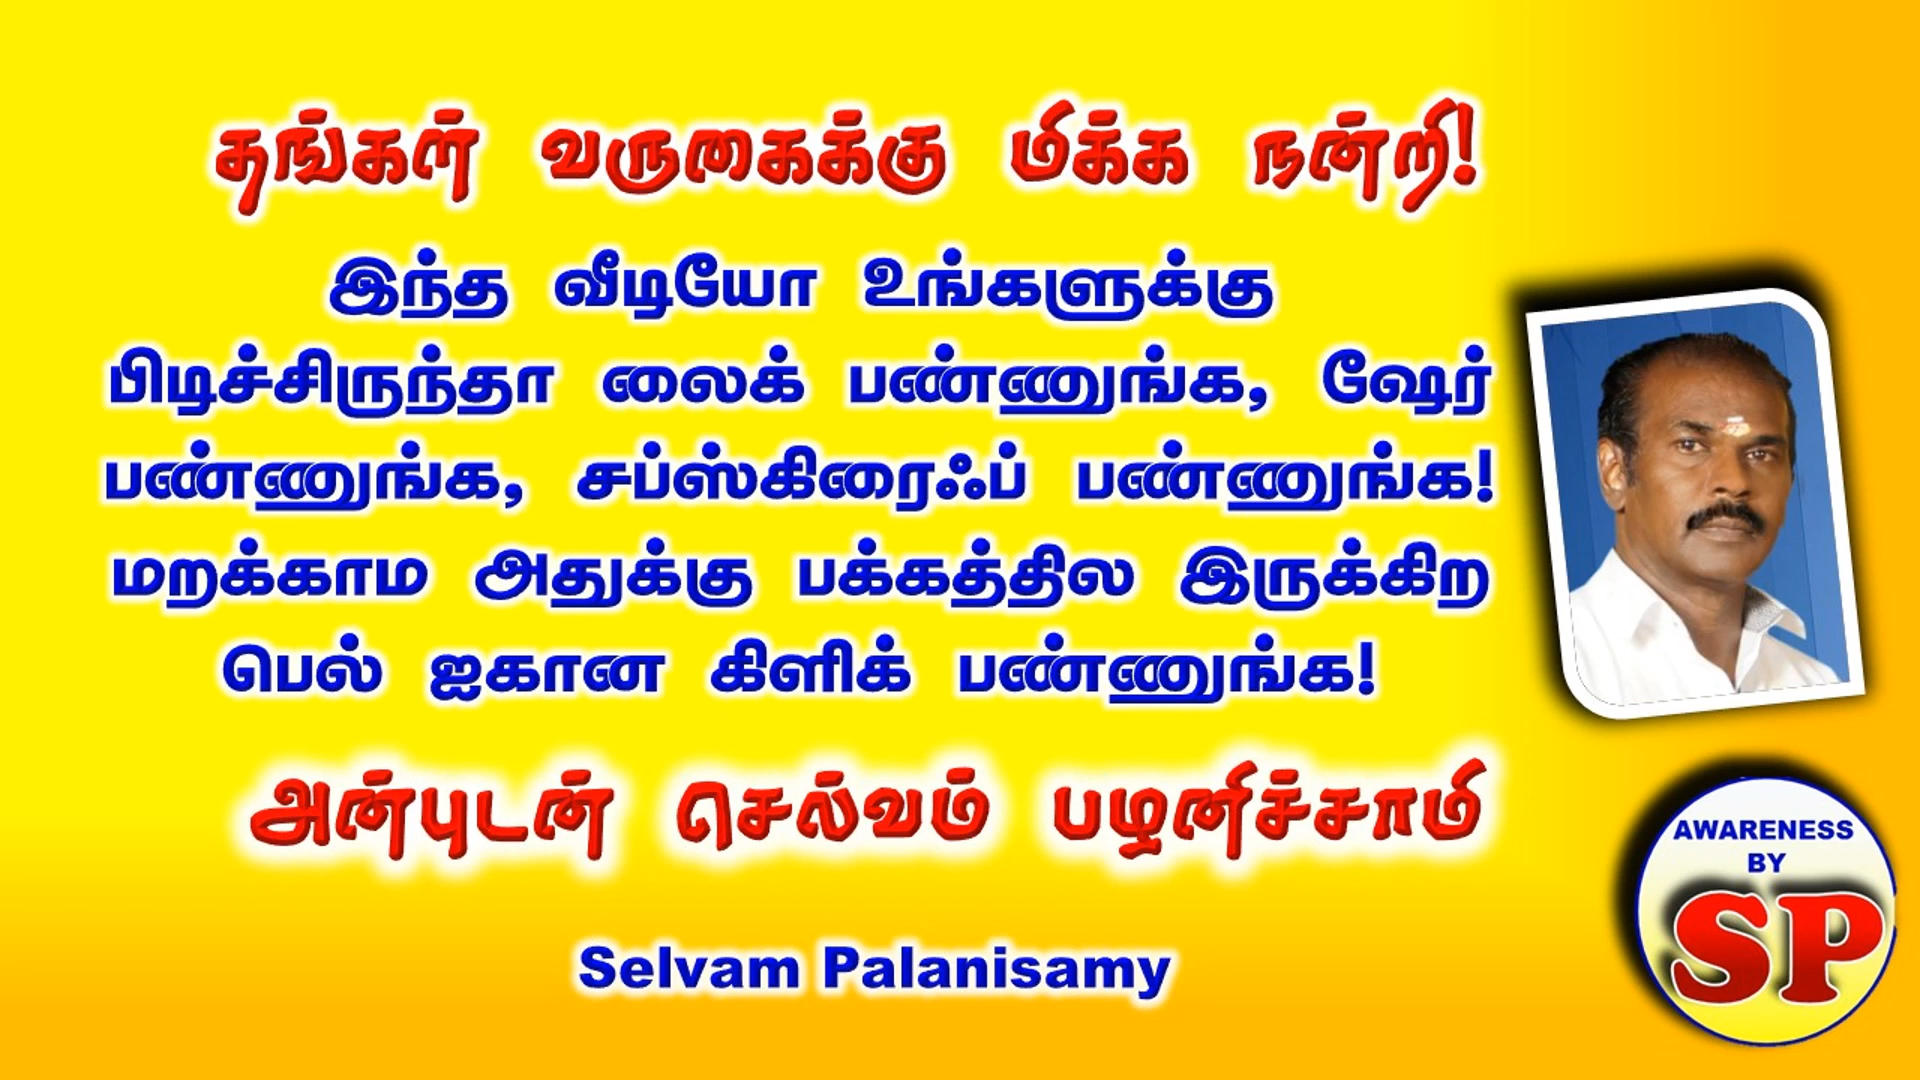 தங்கள் வருகைக்கு மிக்க நன்றி!
இந்த வீடியோ உங்களுக்கு
பிடிச்சிருந்தா லைக் பண்ணுங்க, ஷேர்
பண்ணுங்க, சப்ஸ்கிரைஃப் பண்ணுங்க!
மறக்காம அதுக்கு பக்கத்தில இருக்கிற
பெல் ஐகான கிளிக் பண்ணுங்க!
அன்புடன் செல்வம் பழனிச்சாமி
Selvam Palanisamy
AWARENESS
BY
SP